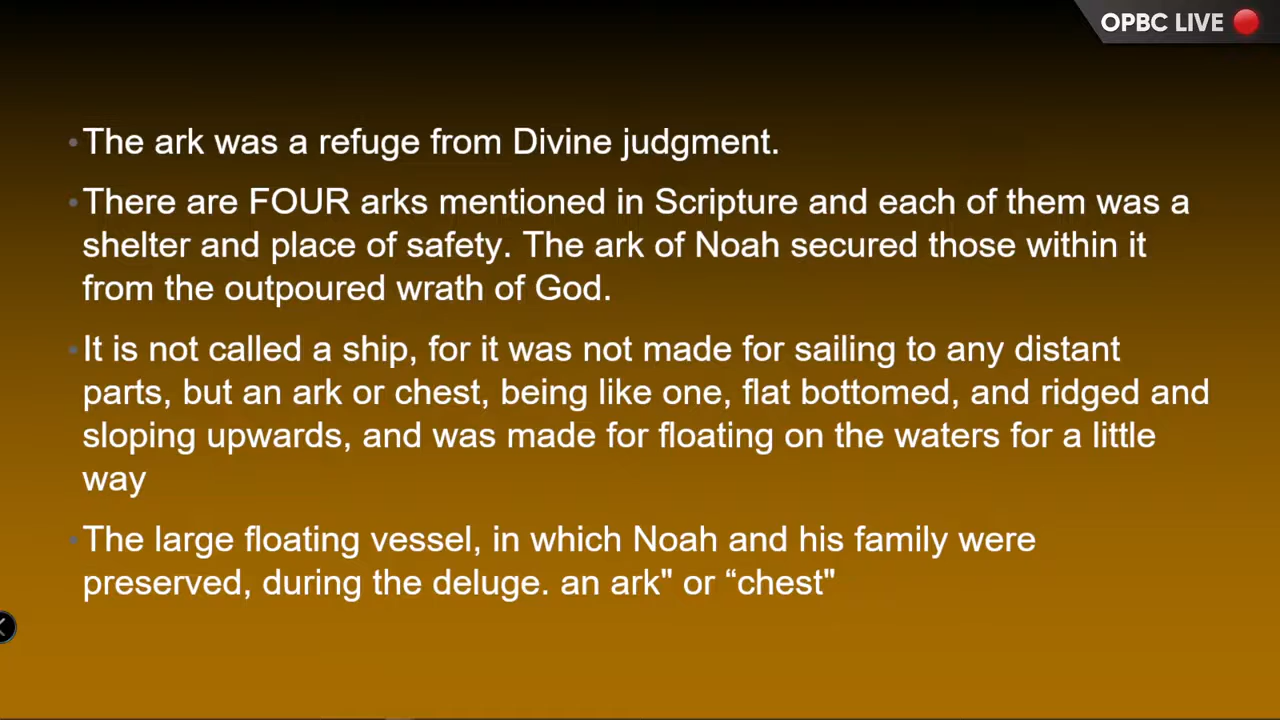 OPBC LIVE
•The ark was a refuge from Divine judgment.
•There are FOUR arks mentioned in Scripture and each of them was a
shelter and place of safety. The ark of Noah secured those within it
from the outpoured wrath of God.
•It is not called a ship, for it was not made for sailing to any distant
parts, but an ark or chest, being like one, flat bottomed, and ridged and
sloping upwards, and was made for floating on the waters for a little
way
•The large floating vessel, in which Noah and his family were
preserved, during the deluge. an ark" or “chest"